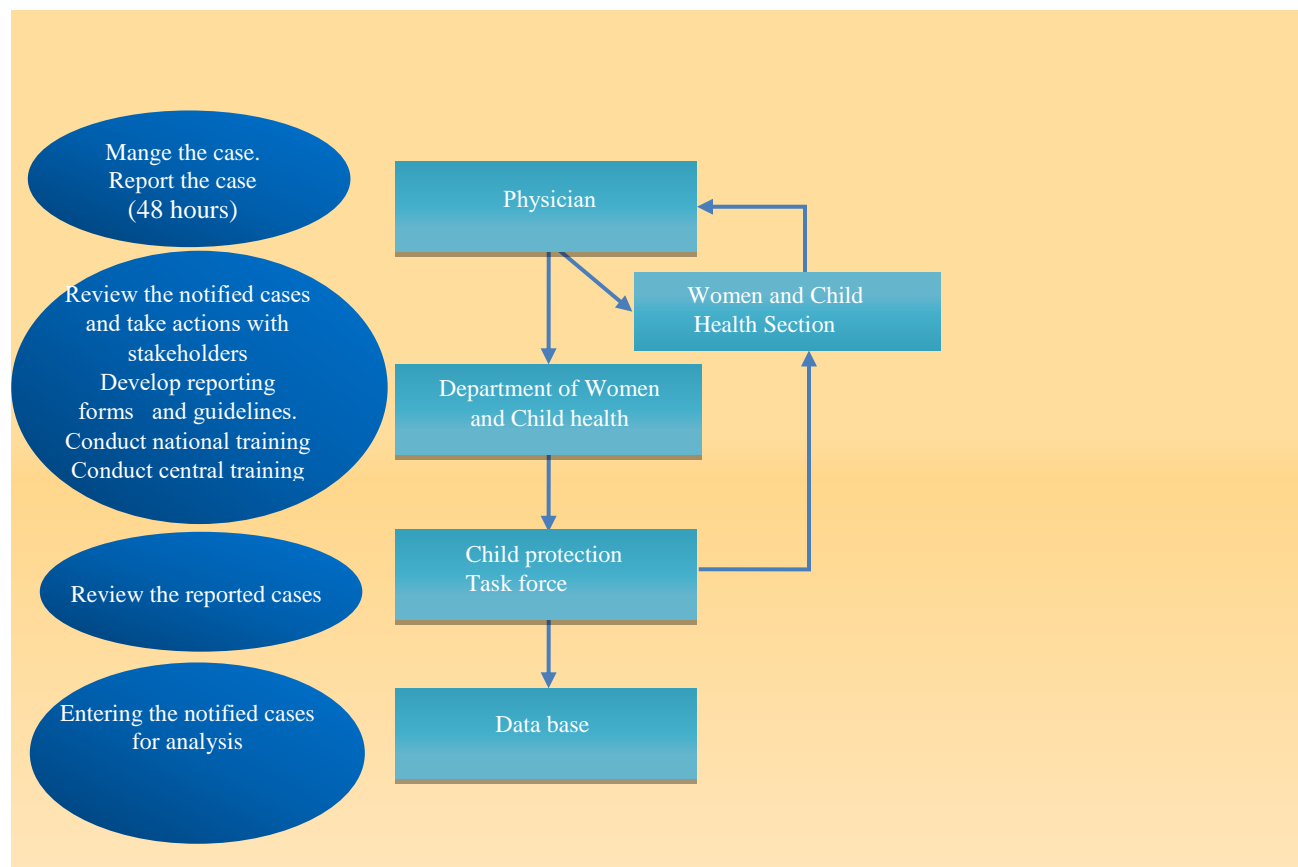 Mange the case.
Report the case
(48 hours)
Physician
Women and Child
Health Section
Review the notified cases
and take actions with
stakeholders
Develop reporting
forms and guidelines.
Conduct national training
Conduct central training
Department of Women
and Child health
Child protection
Task force
Review the reported cases
Entering the notified cases
for analysis
Data base